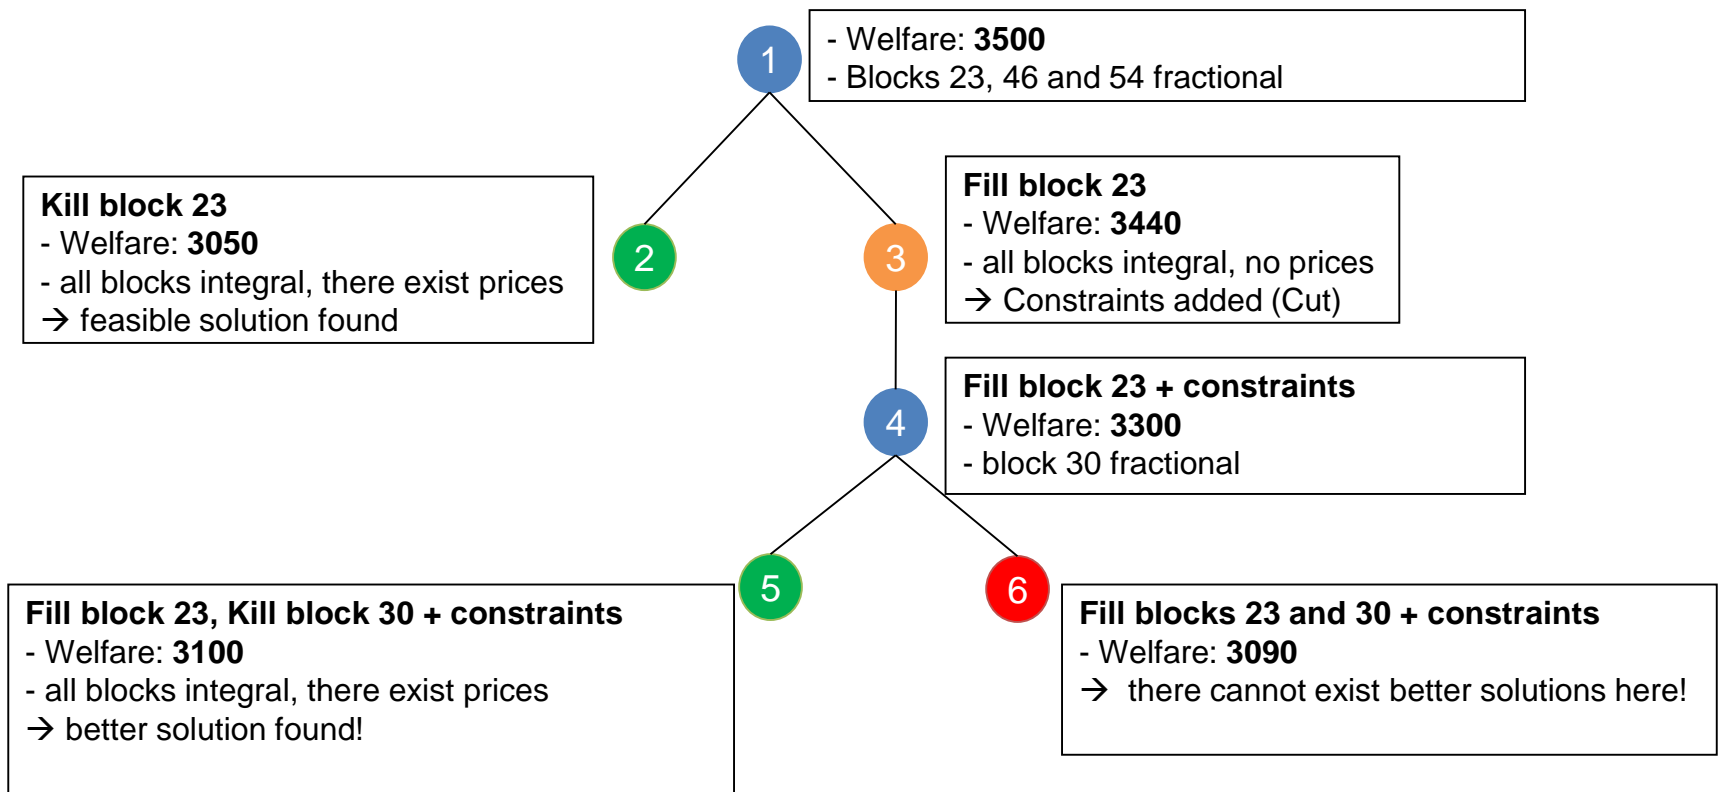 1
- Welfare: 3500
- Blocks 23, 46 and 54 fractional
Kill block 23
- Welfare: 3050
- all blocks integral, there exist prices
→ feasible solution found
2
3
Fill block 23
- Welfare: 3440
- all blocks integral, no prices
→ Constraints added (Cut)
4
Fill block 23 + constraints
- Welfare: 3300
- block 30 fractional
5
Fill block 23, Kill block 30 + constraints
- Welfare: 3100
- all blocks integral, there exist prices
→ better solution found!
6
Fill blocks 23 and 30 + constraints
- Welfare: 3090
→ there cannot exist better solutions here!